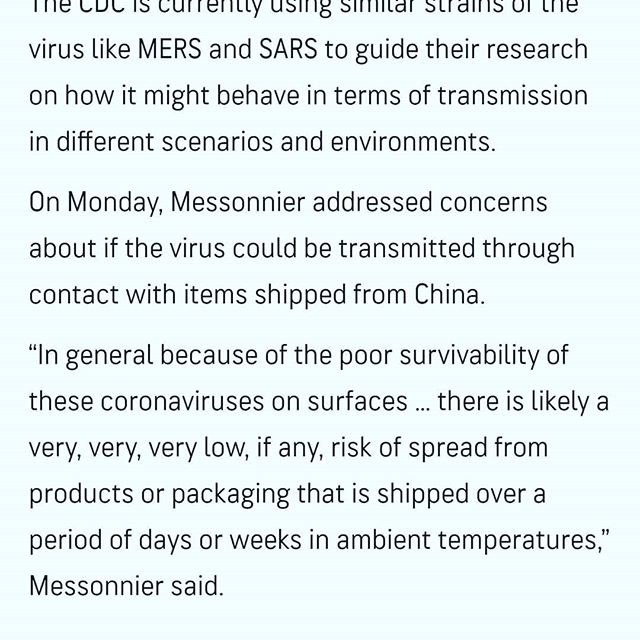 The CDC is currently using similar strains of the
virus like MERS and SARS to guide their research
on how it might behave in terms of transmission
in different scenarios and environments.
On Monday, Messonnier addressed concerns
about if the virus could be transmitted through
contact with items shipped from China.
“In general because of the poor survivability of
these coronaviruses on surfaces ... there is likely a
very, very, very low, if any, risk of spread from
products or packaging that is shipped over a
period of days or weeks in ambient temperatures,”
Messonnier said.